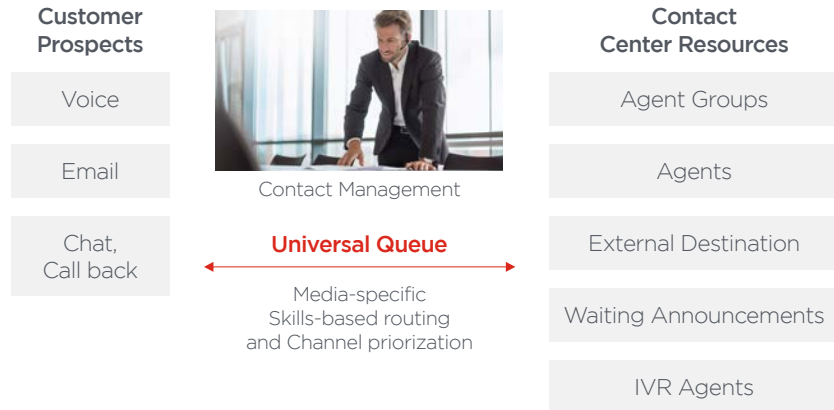 Customer
Prospects
Voice
Email
Chat,
Call back
Contact Management
Universal Queue
Media-specific
Skills-based routing
and Channel priorization
Contact
Center Resources
Agent Groups
Agents
External Destination
Waiting Announcements
IVR Agents